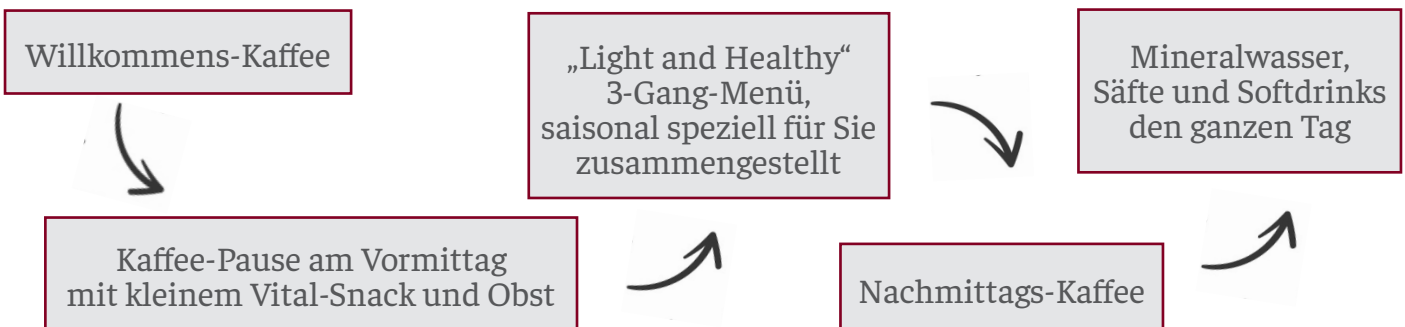 Willkommens-Kaffee
Kaffee-Pause am Vormittag
mit kleinem Vital-Snack und Obst
„Light and Healthy“
3-Gang-Menü,
saisonal speziell für Sie
zusammengestellt
Nachmittags-Kaffee
Mineralwasser,
Säfte und Softdrinks
den ganzen Tag